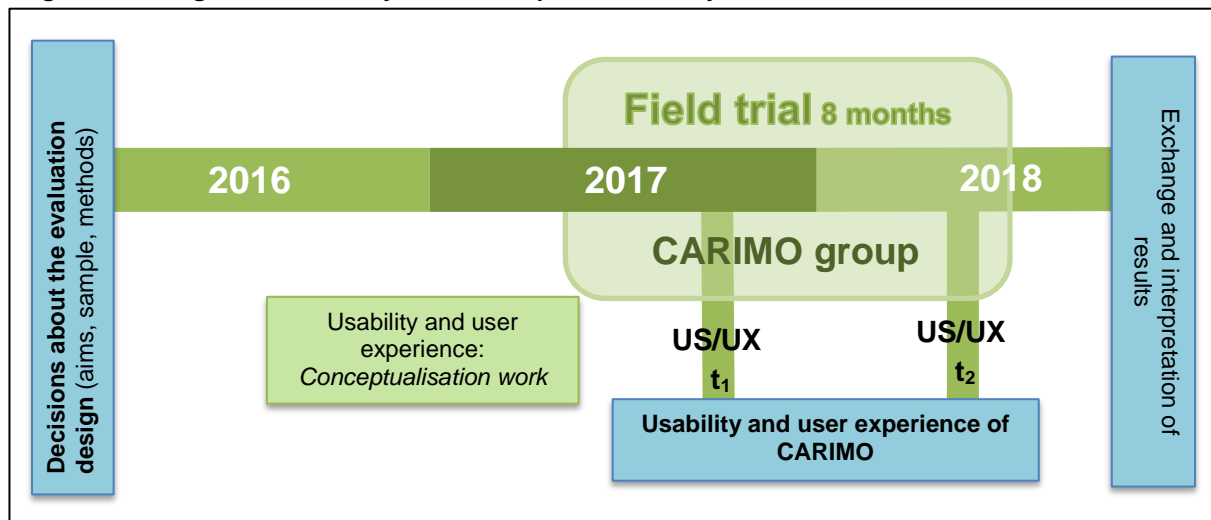 Decisions about the evaluation
design (aims, sample, methods)
Field trial 8 months
2016
2017
2018
CARIMO group
Usability and user
experience:
Conceptualisation work
US/UX
t1
US/UX
t2
Usability and user experience of
CARIMO
Exchange and interpretation of
results